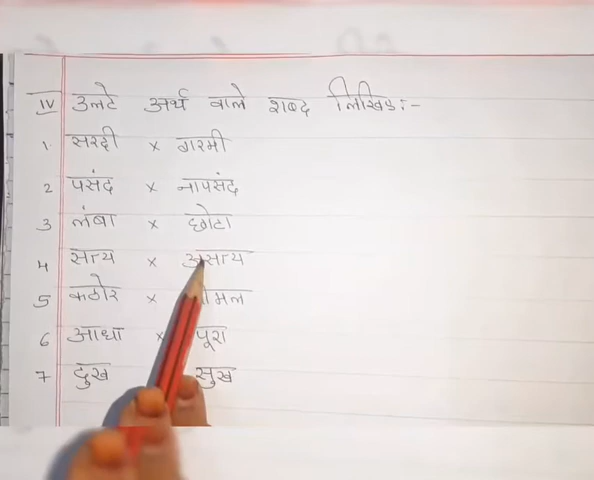 IV उलटे अर्थ वाले शब्द लिखिए:-
1. सरदी x गरमी
2 पसंद x नापसंद
3 लंबा x छोटा
4 सत्य x असत्य
5 कठोर x
6 आधा x पूरा
7 दुख सुख